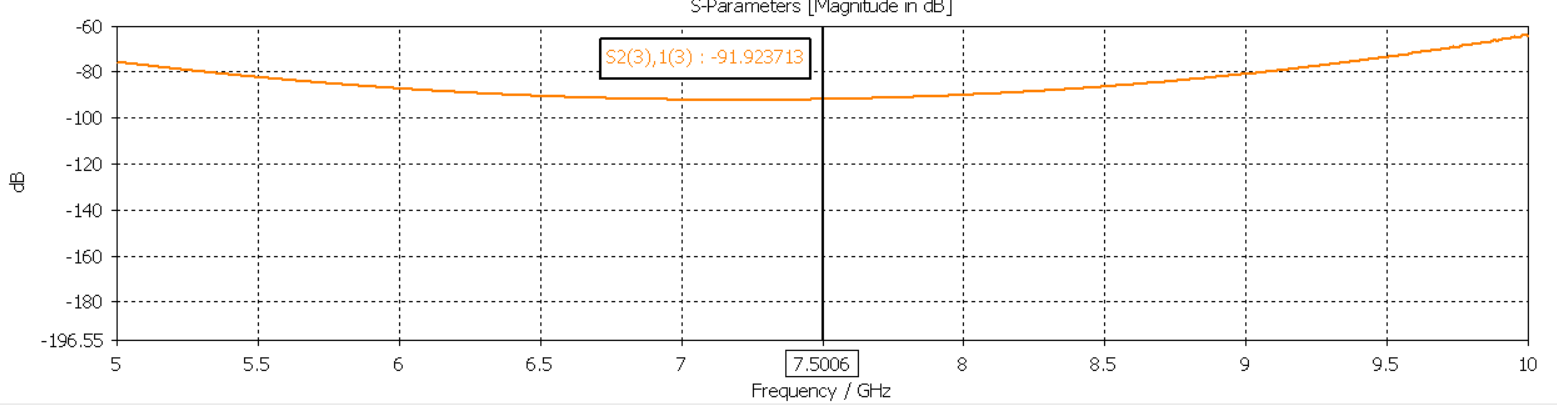 S-Parameters [Magnitude in dB]
-60
S2(3),1(3) : -91.923713
-80
-100
-120
dB
-140
-160
-180
-196.55
5 5.5 6 6.5 7 7.5006 8 8.5 9 9.5 10
Frequency / GHz